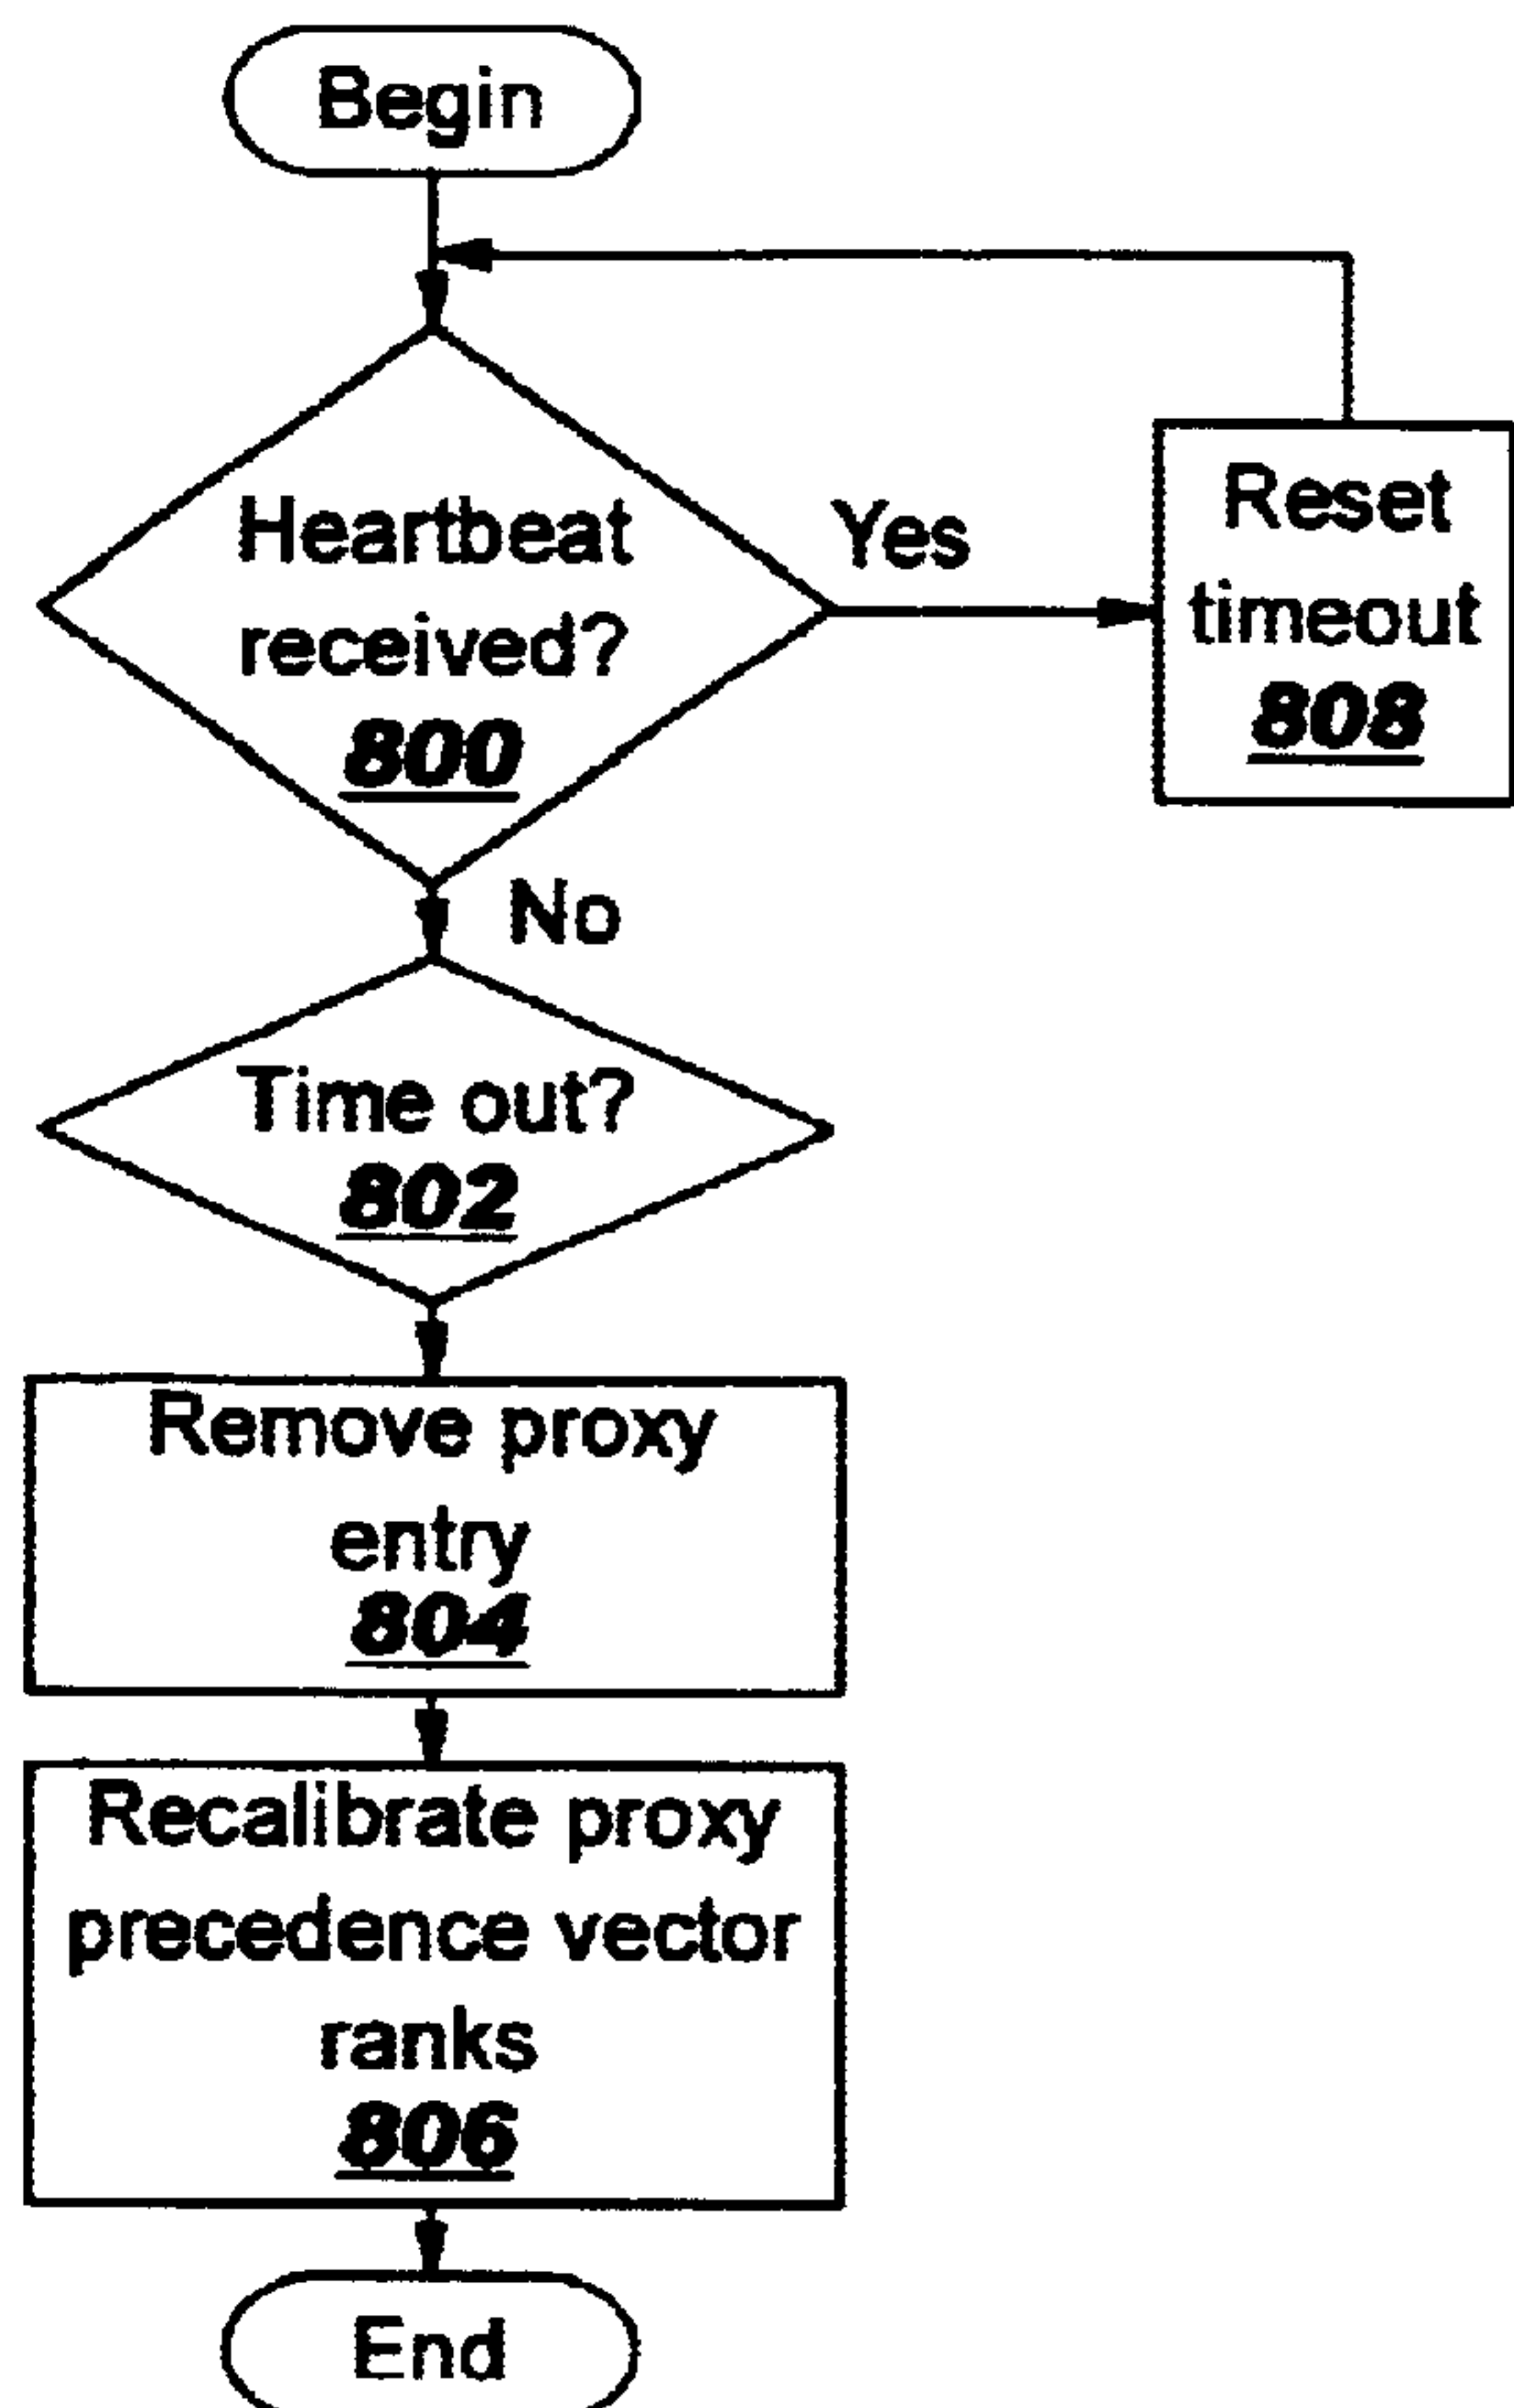 Begin
Heartbeat
received?
800
Yes
Reset
timeout
808
No
Time out?
802
Remove proxy
entry
804
Recalibrate proxy
precedence vector
ranks
806
End